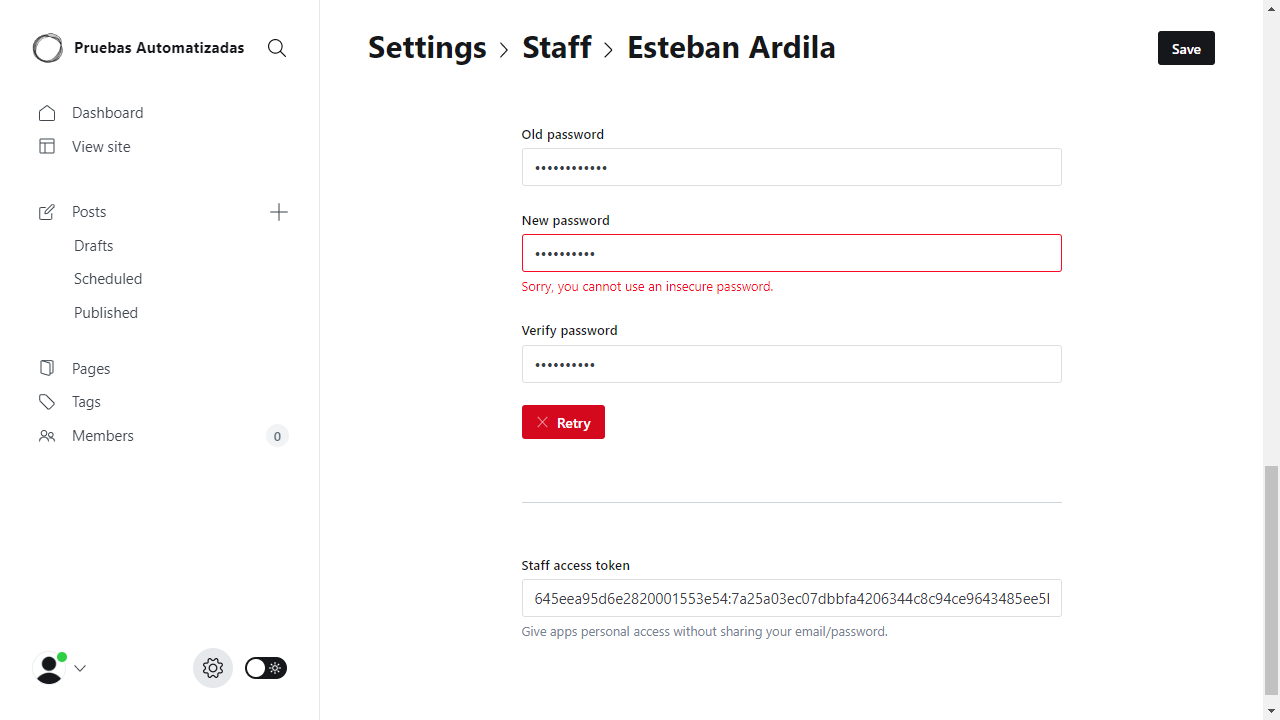 Pruebas Automatizadas
Dashboard
View site
Posts
Drafts
Scheduled
Published
Pages
Tags
Members
0
Settings
Staff
Esteban Ardila
Save
Old password
••••••••••••
New password
••••••••••
Sorry, you cannot use an insecure password.
Verify password
••••••••••
Retry
Staff access token
645eea95d6e2820001553e54:7a25a03ec07dbbfa4206344c8c94ce9643485ee5
Give apps personal access without sharing your email/password.